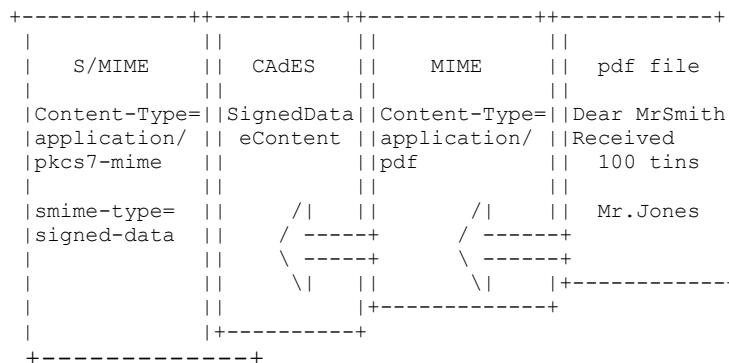 +-------------++----------++-------------++------------+
|             ||          ||             ||
|   S/MIME    ||  CAdES   ||    MIME     ||  pdf file
|             ||          ||             ||
|Content-Type=||SignedData||Content-Type=||Dear MrSmith
|application/ || eContent ||application/ ||Received
|pkcs7-mime   ||          ||pdf          ||  100 tins
|             ||          ||             ||
|smime-type=  ||     /|   ||       /|    ||  Mr.Jones
|signed-data  ||    / -----+      / ------+
|             ||    \ -----+      \ ------+
|             ||     \|   ||       \|    |+------------+
|             ||          |+-------------+
|             |+----------+
+--------------+